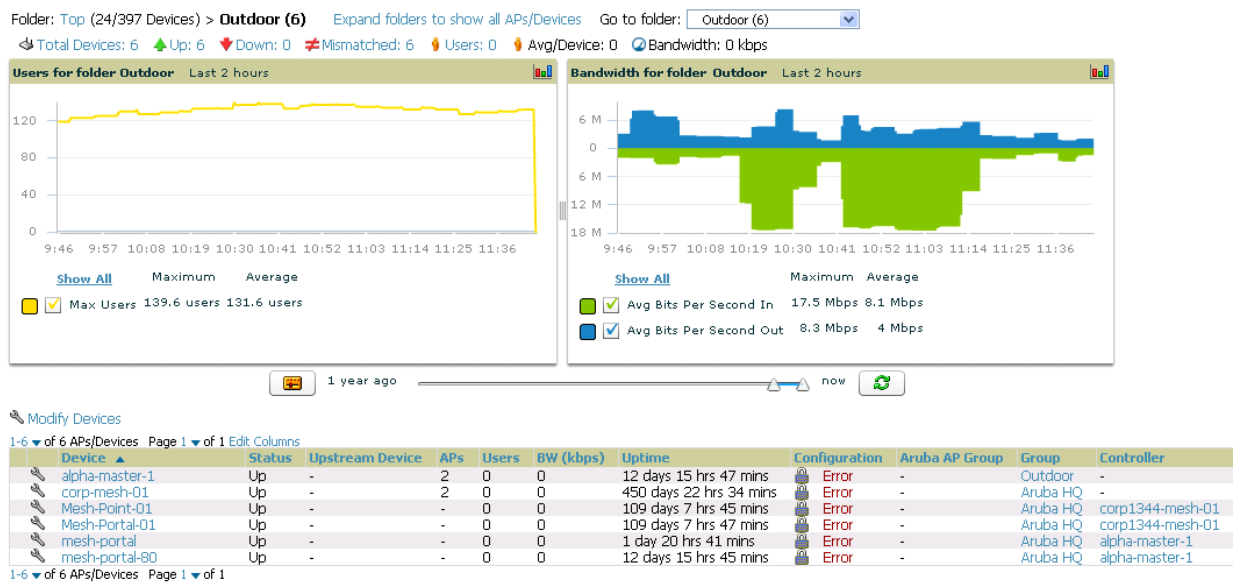 Folder: Top (24/397 Devices) > Outdoor (6) Expand folders to show all APs/Devices Go to folder: Outdoor (6)
Total Devices: 6 Up: 6 Down: 0 Mismatched: 6 Users: 0 Avg/Device: 0 Bandwidth: 0 kbps
Users for folder Outdoor Last 2 hours
120
80
40
0
9:46 9:57 10:08 10:19 10:30 10:41 10:52 11:03 11:14 11:25 11:36
Show All Maximum Average
Max Users 139.6 users 131.6 users
Bandwidth for folder Outdoor Last 2 hours
6 M
0
6 M
12 M
18 M
9:46 9:57 10:08 10:19 10:30 10:41 10:52 11:03 11:14 11:25 11:36
Show All Maximum Average
Avg Bits Per Second In 17.5 Mbps 8.1 Mbps
Avg Bits Per Second Out 8.3 Mbps 4 Mbps
1 year ago now
Modify Devices
1-6 of 6 APs/Devices Page 1 of 1 Edit Columns
Device Status Upstream Device APs Users BW (kbps) Uptime Configuration Aruba AP Group Group Controller
alpha-master-1 Up - 2 0 0 12 days 15 hrs 47 mins Error - Outdoor -
corp-mesh-01 Up - 2 0 0 450 days 22 hrs 34 mins Error - Aruba HQ -
Mesh-Point-01 Up - - 0 0 109 days 7 hrs 45 mins Error - Aruba HQ corp1344-mesh-01
Mesh-Portal-01 Up - - 0 0 109 days 7 hrs 47 mins Error - Aruba HQ corp1344-mesh-01
mesh-portal Up - - 0 0 1 day 20 hrs 41 mins Error - Aruba HQ alpha-master-1
mesh-portal-80 Up - - 0 0 12 days 15 hrs 45 mins Error - Aruba HQ alpha-master-1
1-6 of 6 APs/Devices Page 1 of 1